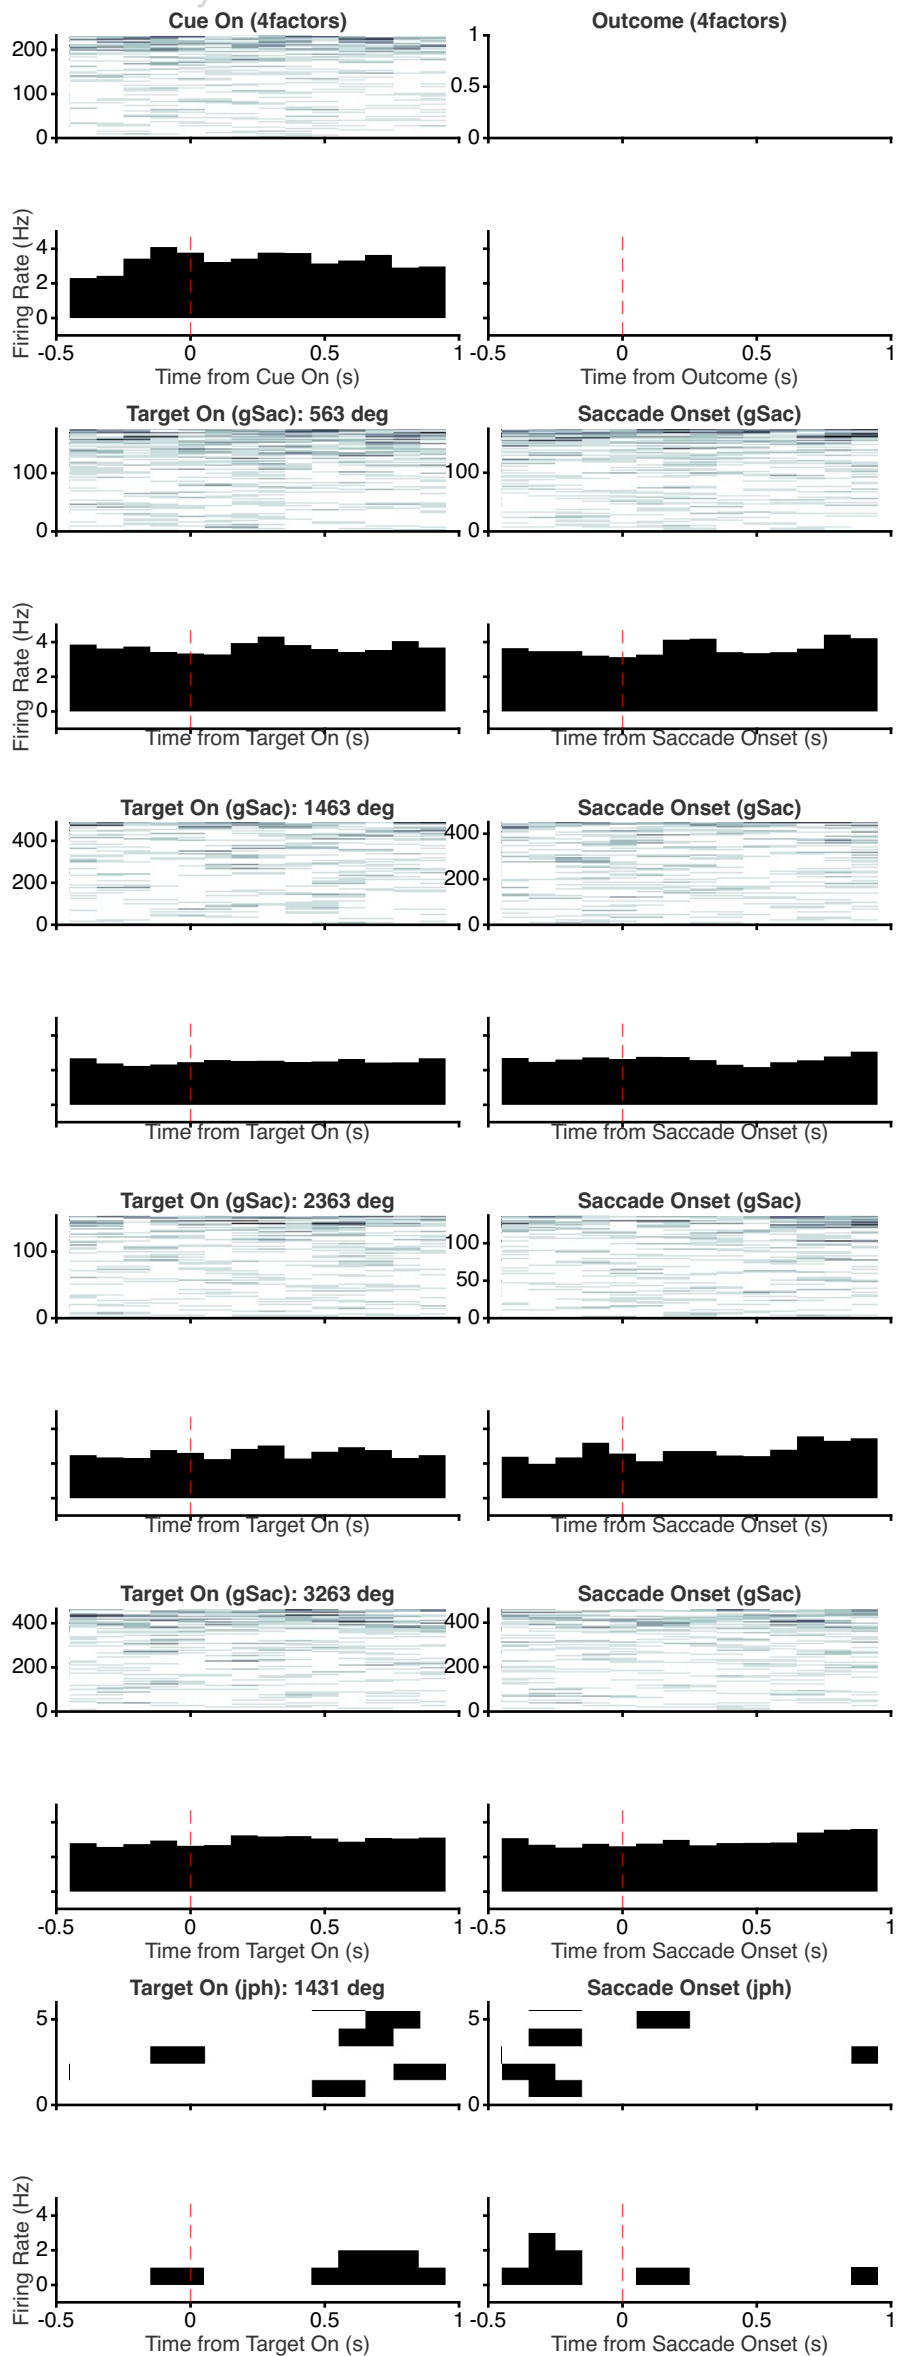 Cue On (4factors) Outcome (4factors)
200
100
0
1
0.5
0
Firing Rate (Hz)
4
2
0
-0.5 0 0.5 1 -0.5 0 0.5 1
Time from Cue On (s) Time from Outcome (s)
Target On (gSac): 563 deg Saccade Onset (gSac)
100
0
100
0
Firing Rate (Hz)
4
2
0
Time from Target On (s) Time from Saccade Onset (s)
Target On (gSac): 1463 deg Saccade Onset (gSac)
400
200
0
400
200
0
Time from Target On (s) Time from Saccade Onset (s)
Target On (gSac): 2363 deg Saccade Onset (gSac)
100
0
100
50
0
Time from Target On (s) Time from Saccade Onset (s)
Target On (gSac): 3263 deg Saccade Onset (gSac)
400
200
0
400
200
0
-0.5 0 0.5 1 -0.5 0 0.5 1
Time from Target On (s) Time from Saccade Onset (s)
Target On (jph): 1431 deg Saccade Onset (jph)
5
0
5
0
Firing Rate (Hz)
4
2
0
-0.5 0 0.5 1 -0.5 0 0.5 1
Time from Target On (s) Time from Saccade Onset (s)